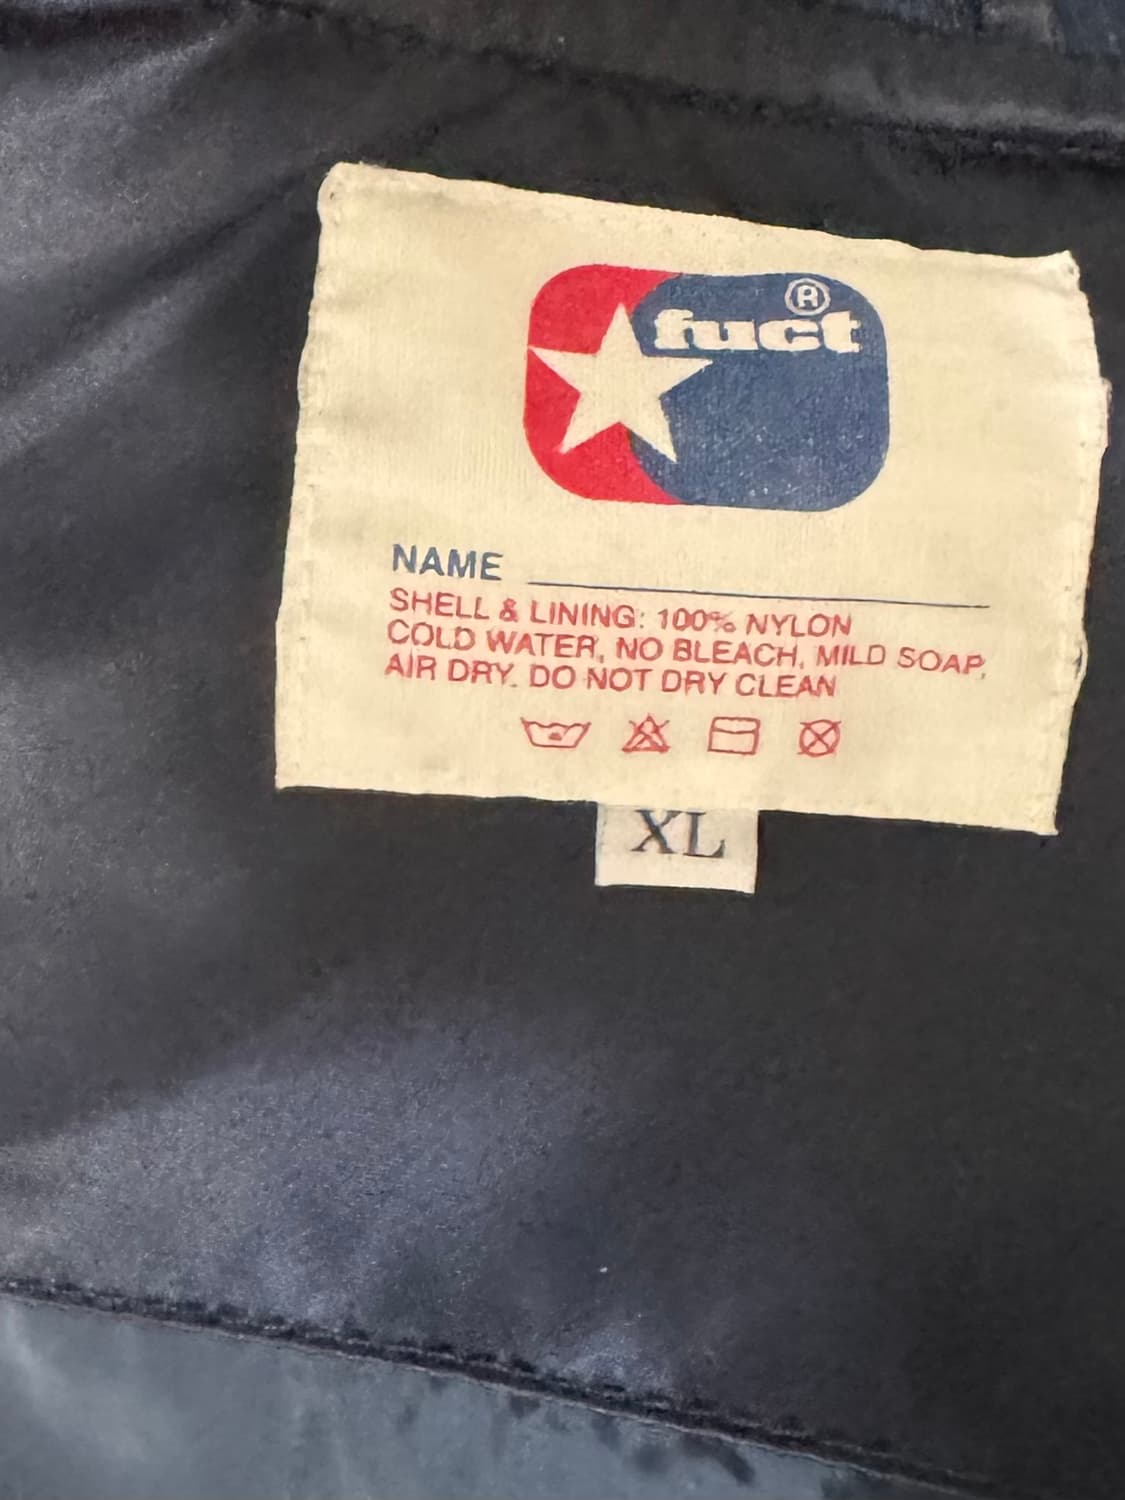 fuct ®
NAME
SHELL & LINING: 100% NYLON
COLD WATER, NO BLEACH, MILD SOAP,
AIR DRY. DO NOT DRY CLEAN
XL